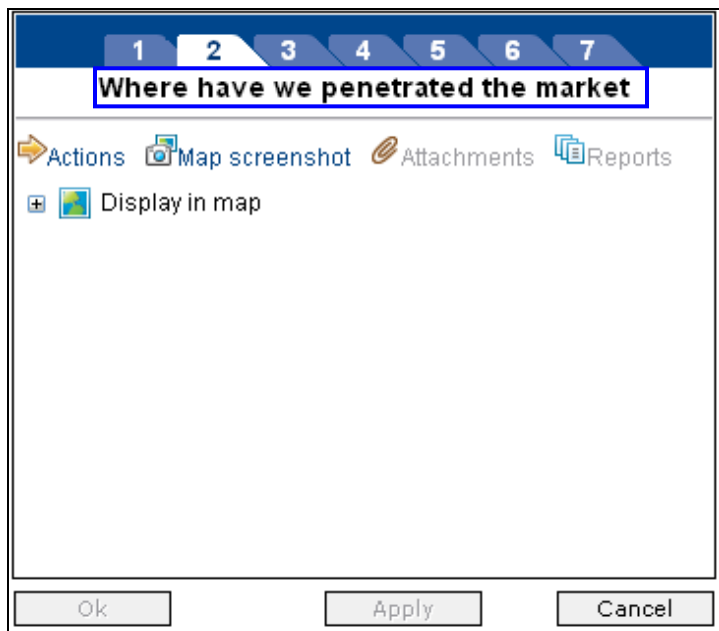 1 2 3 4 5 6 7
Where have we penetrated the market
Actions Map screenshot Attachments Reports
Display in map
Ok Apply Cancel